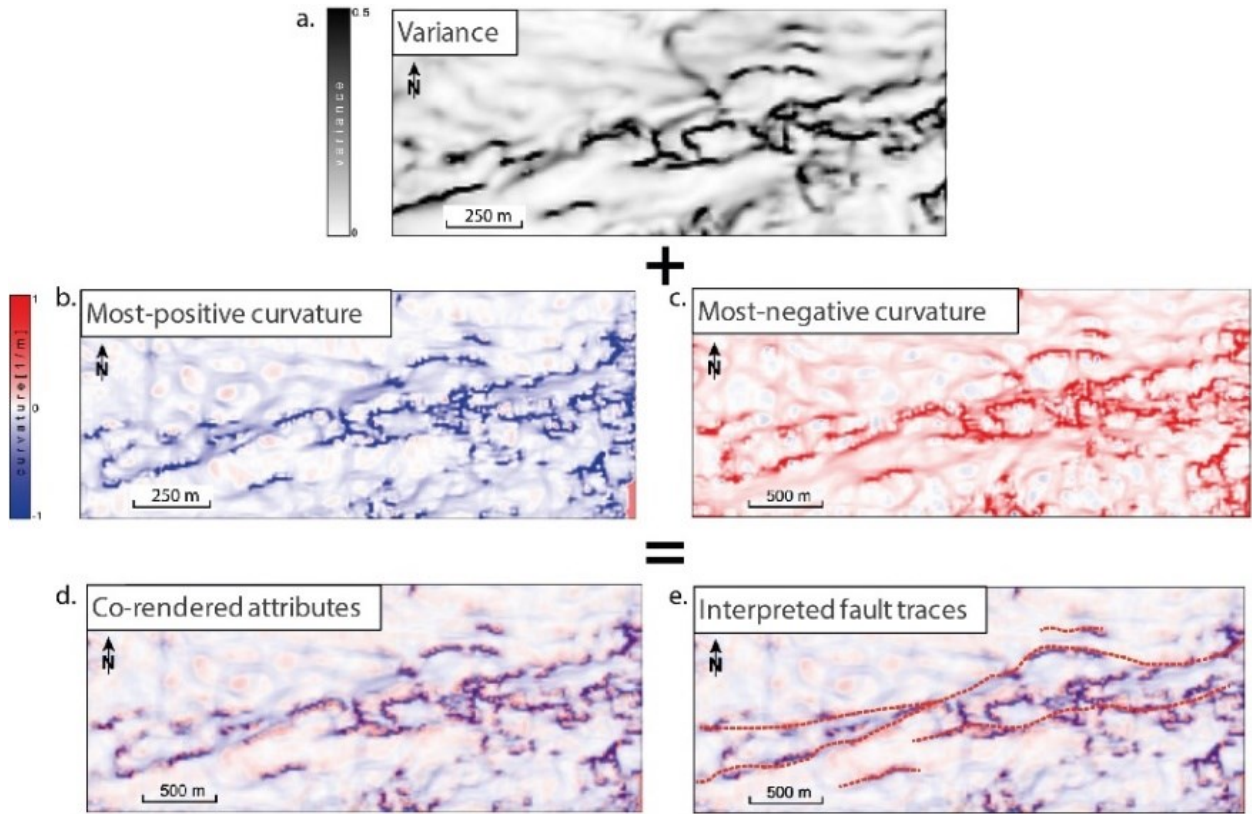 a.
0.5
variance
0
Variance
N
250 m
+
b.
1
curvature [1/m]
0
-1
Most-positive curvature
N
250 m
c.
Most-negative curvature
N
500 m
=
d.
Co-rendered attributes
N
500 m
e.
Interpreted fault traces
N
500 m